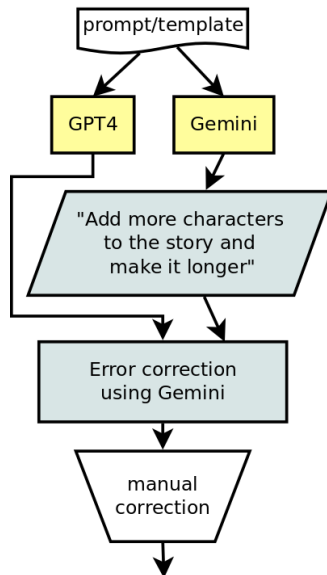 prompt/template
GPT4
Gemini
"Add more characters
to the story and
make it longer"
Error correction
using Gemini
manual
correction